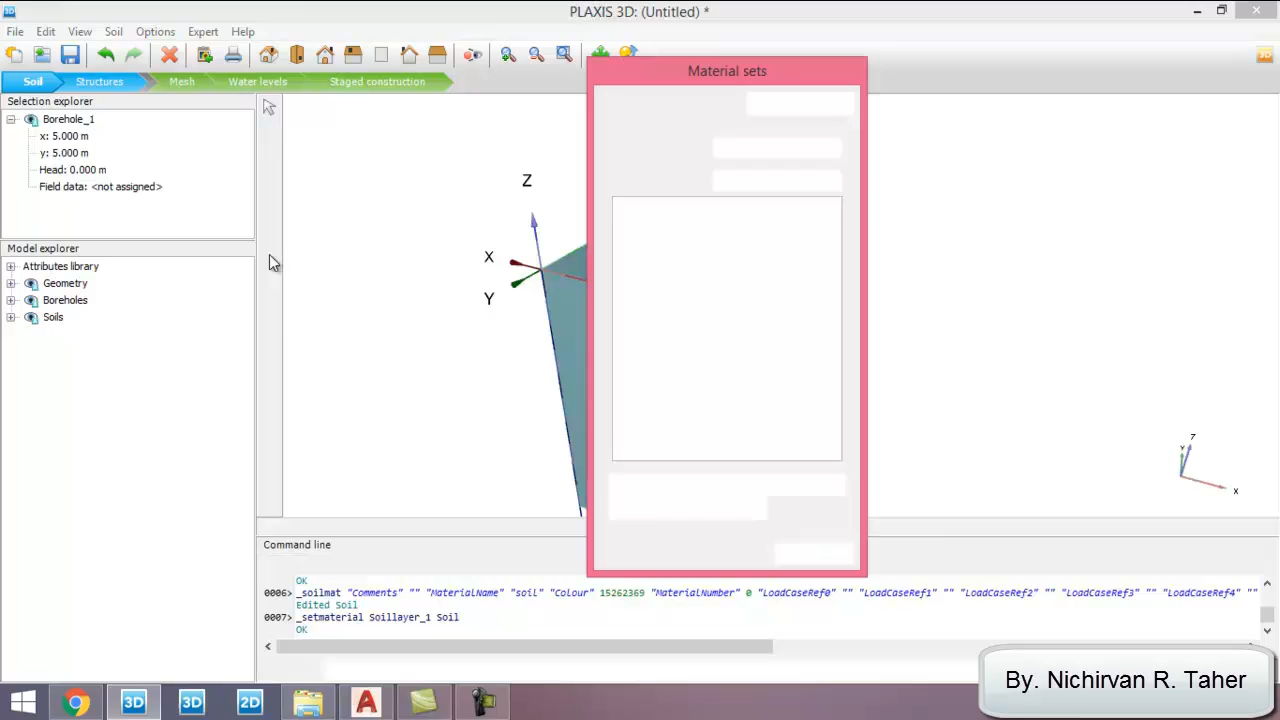 PLAXIS 3D: (Untitled) *
File Edit View Soil Options Expert Help
Soil Structures Mesh Water levels Staged construction
Material sets
Selection explorer
Borehole_1
x: 5.000 m
y: 5.000 m
Head: 0.000 m
Field data: <not assigned>
Model explorer
Attributes library
Geometry
Boreholes
Soils
Z
X
Y
Z
Y
X
Command line
OK
0006> _soilmat "Comments" "" "MaterialName" "soil" "Colour" 15262369 "MaterialNumber" 0 "LoadCaseRef0" "" "LoadCaseRef1" "" "LoadCaseRef2" "" "LoadCaseRef3" "" "LoadCaseRef4" ""
Edited Soil
0007> _setmaterial Soillayer_1 Soil
OK
3D 3D 2D
By. Nichirvan R. Taher